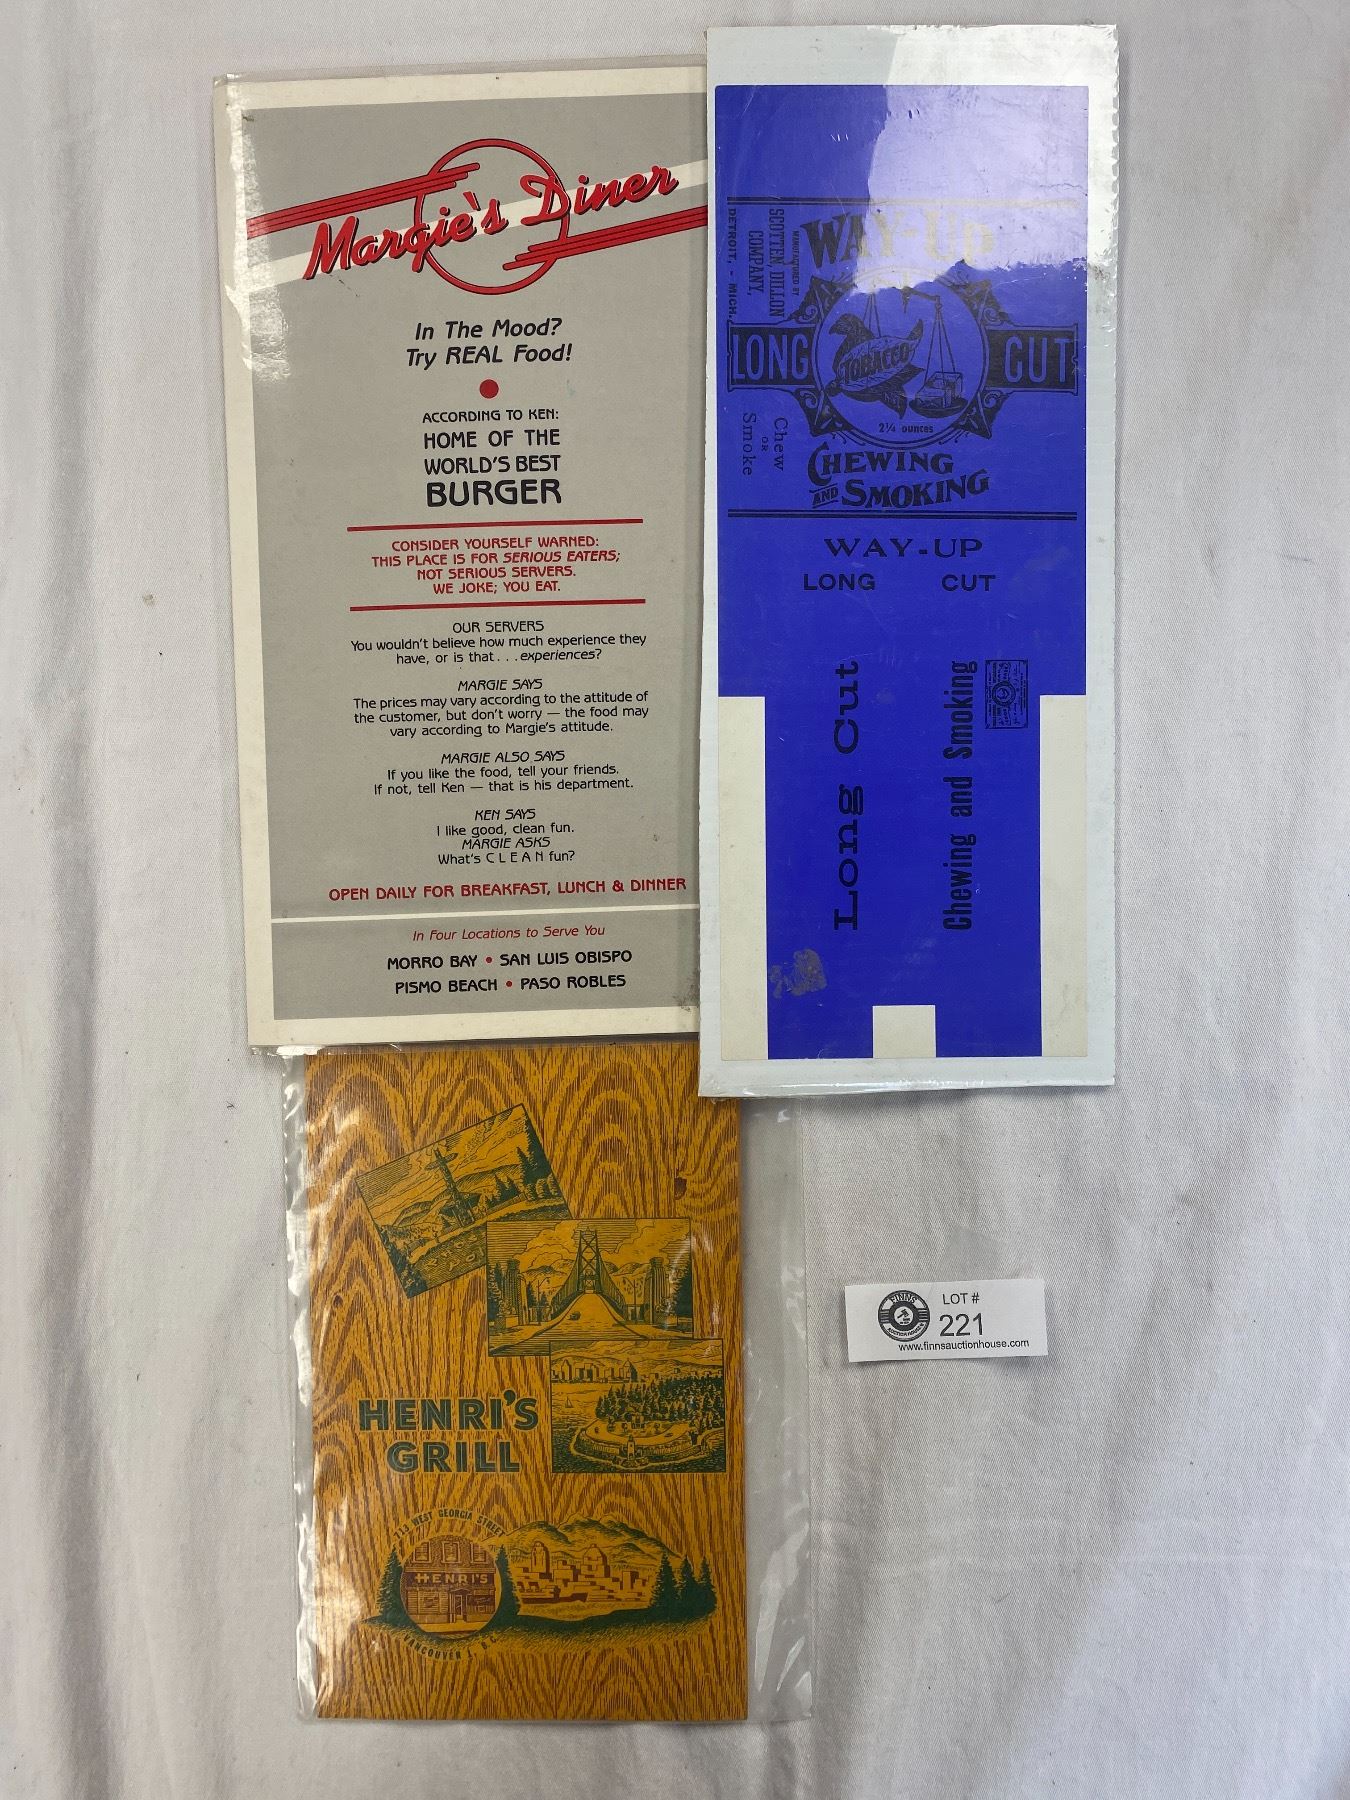 Margie's Diner
In The Mood?
Try REAL Food!
ACCORDING TO KEN:
HOME OF THE
WORLD'S BEST
BURGER
CONSIDER YOURSELF WARNED:
THIS PLACE IS FOR SERIOUS EATERS;
NOT SERIOUS SERVERS.
WE JOKE; YOU EAT.
OUR SERVERS
You wouldn't believe how much experience they
have, or is that . . . experiences?
MARGIE SAYS
The prices may vary according to the attitude of
the customer, but don't worry — the food may
vary according to Margie's attitude.
MARGIE ALSO SAYS
If you like the food, tell your friends.
If not, tell Ken — that is his department.
KEN SAYS
I like good, clean fun.
MARGIE ASKS
What's C L E A N fun?
OPEN DAILY FOR BREAKFAST, LUNCH & DINNER
In Four Locations to Serve You
MORRO BAY • SAN LUIS OBISPO
PISMO BEACH • PASO ROBLES
WAY-UP
MANUFACTURED BY
SCOTTEN, DILLON
COMPANY,
DETROIT, - MICH.
LONG CUT
TOBACCO
2¼ ounces
Chew
OR
Smoke
CHEWING
AND SMOKING
WAY-UP
LONG CUT
Long Cut
Chewing and Smoking
HENRI'S
GRILL
713 WEST GEORGIA STREET
HENRI'S
VANCOUVER 1, B.C.
FINNS
AUCTION HOUSE
LOT #
221
www.finnsauctionhouse.com